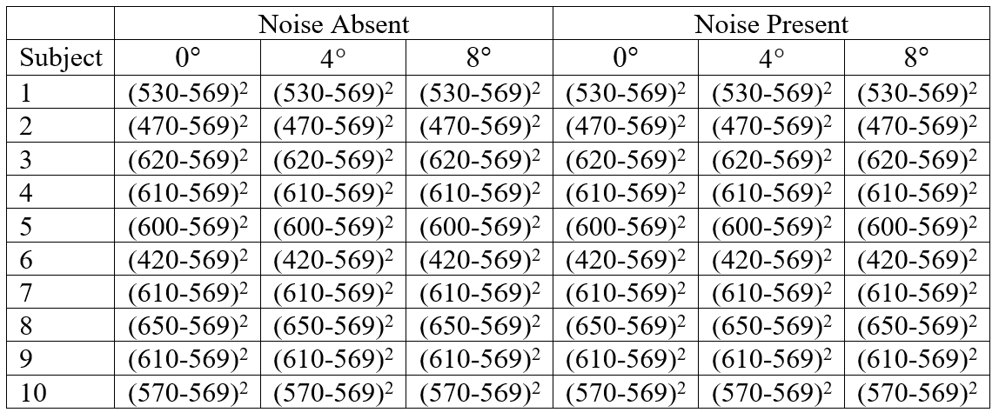 Noise Absent Noise Present
Subject 0° 4° 8° 0° 4° 8°
1 (530-569)² (530-569)² (530-569)² (530-569)² (530-569)² (530-569)²
2 (470-569)² (470-569)² (470-569)² (470-569)² (470-569)² (470-569)²
3 (620-569)² (620-569)² (620-569)² (620-569)² (620-569)² (620-569)²
4 (610-569)² (610-569)² (610-569)² (610-569)² (610-569)² (610-569)²
5 (600-569)² (600-569)² (600-569)² (600-569)² (600-569)² (600-569)²
6 (420-569)² (420-569)² (420-569)² (420-569)² (420-569)² (420-569)²
7 (610-569)² (610-569)² (610-569)² (610-569)² (610-569)² (610-569)²
8 (650-569)² (650-569)² (650-569)² (650-569)² (650-569)² (650-569)²
9 (610-569)² (610-569)² (610-569)² (610-569)² (610-569)² (610-569)²
10 (570-569)² (570-569)² (570-569)² (570-569)² (570-569)² (570-569)²